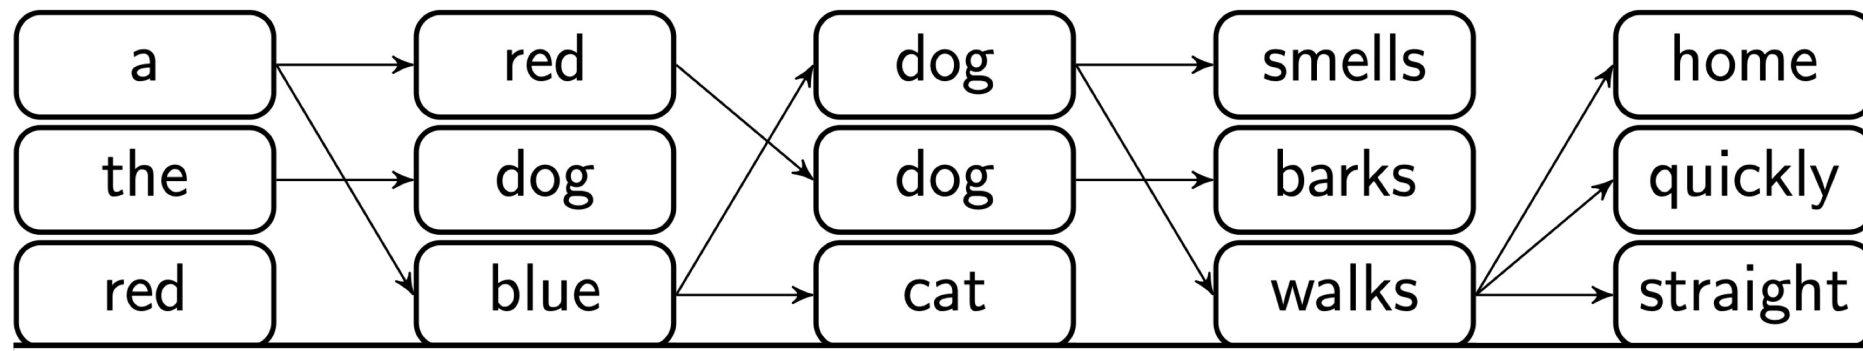 a red dog smells home
the dog dog barks quickly
red blue cat walks straight